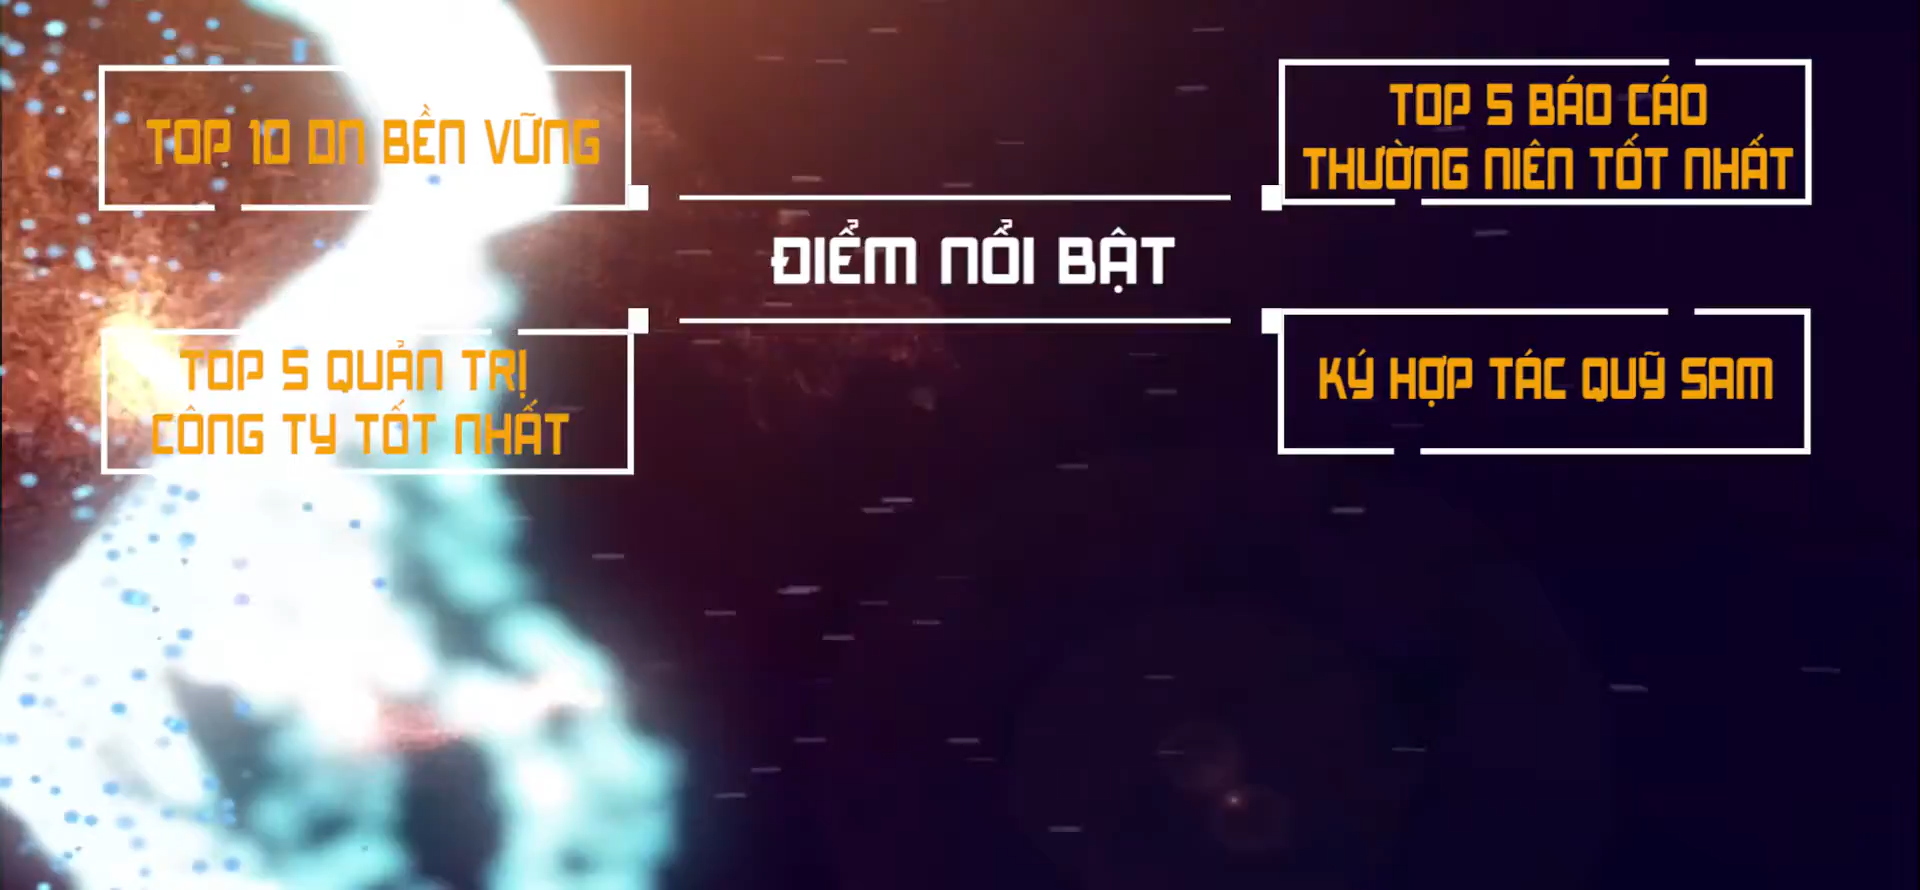 TOP 10 DN BỀN VỮNG
TOP 5 BÁO CÁO
THƯỜNG NIÊN TỐT NHẤT
ĐIỂM NỔI BẬT
TOP 5 QUẢN TRỊ
CÔNG TY TỐT NHẤT
KÝ HỢP TÁC QUỸ SAM